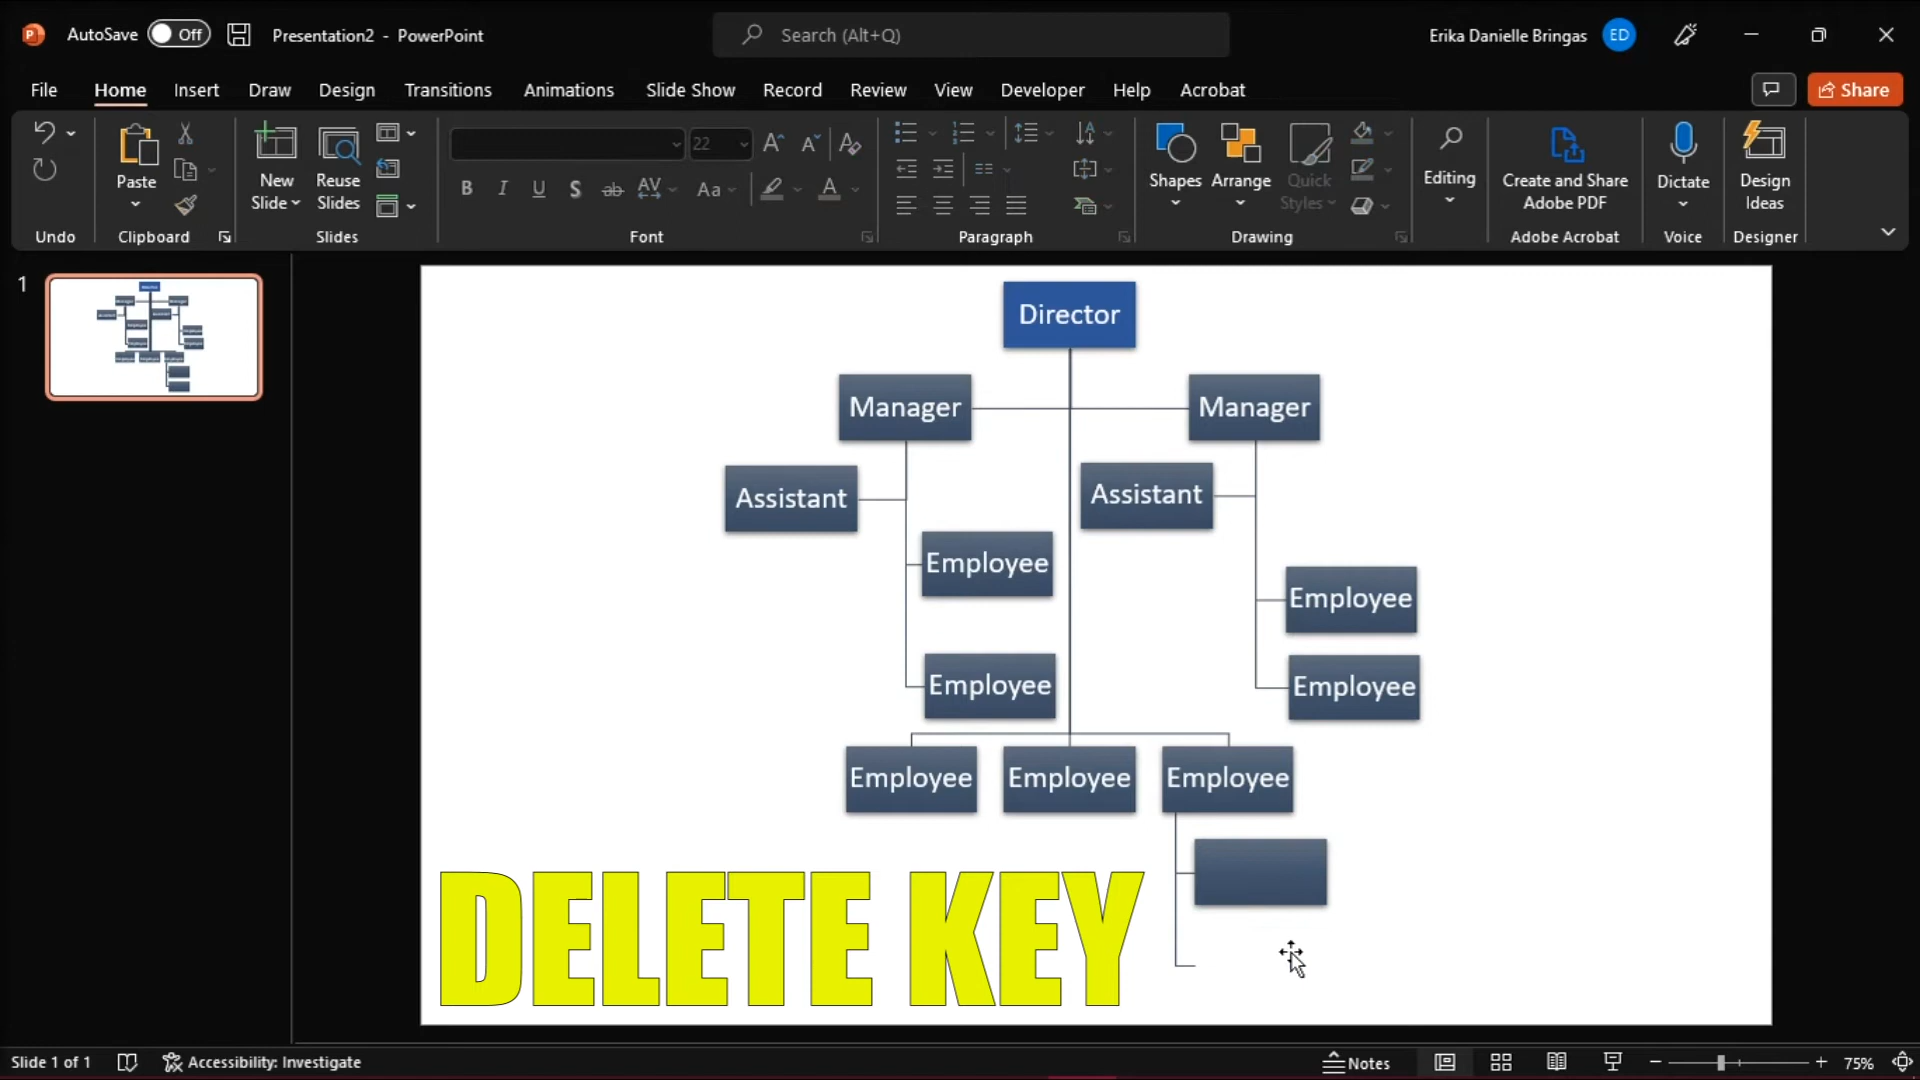 AutoSave Off Presentation2 - PowerPoint Search (Alt+Q) Erika Danielle Bringas ED
File Home Insert Draw Design Transitions Animations Slide Show Record Review View Developer Help Acrobat Share
Paste New Slide Reuse Slides 22 Shapes Arrange Quick Styles Editing Create and Share Adobe PDF Dictate Design Ideas
B I U S ab AV Aa A
Undo Clipboard Slides Font Paragraph Drawing Adobe Acrobat Voice Designer
1
Director
Manager Manager
Assistant Assistant
Employee
Employee
Employee Employee
Employee Employee Employee
DELETE KEY
Slide 1 of 1 Accessibility: Investigate Notes 75%